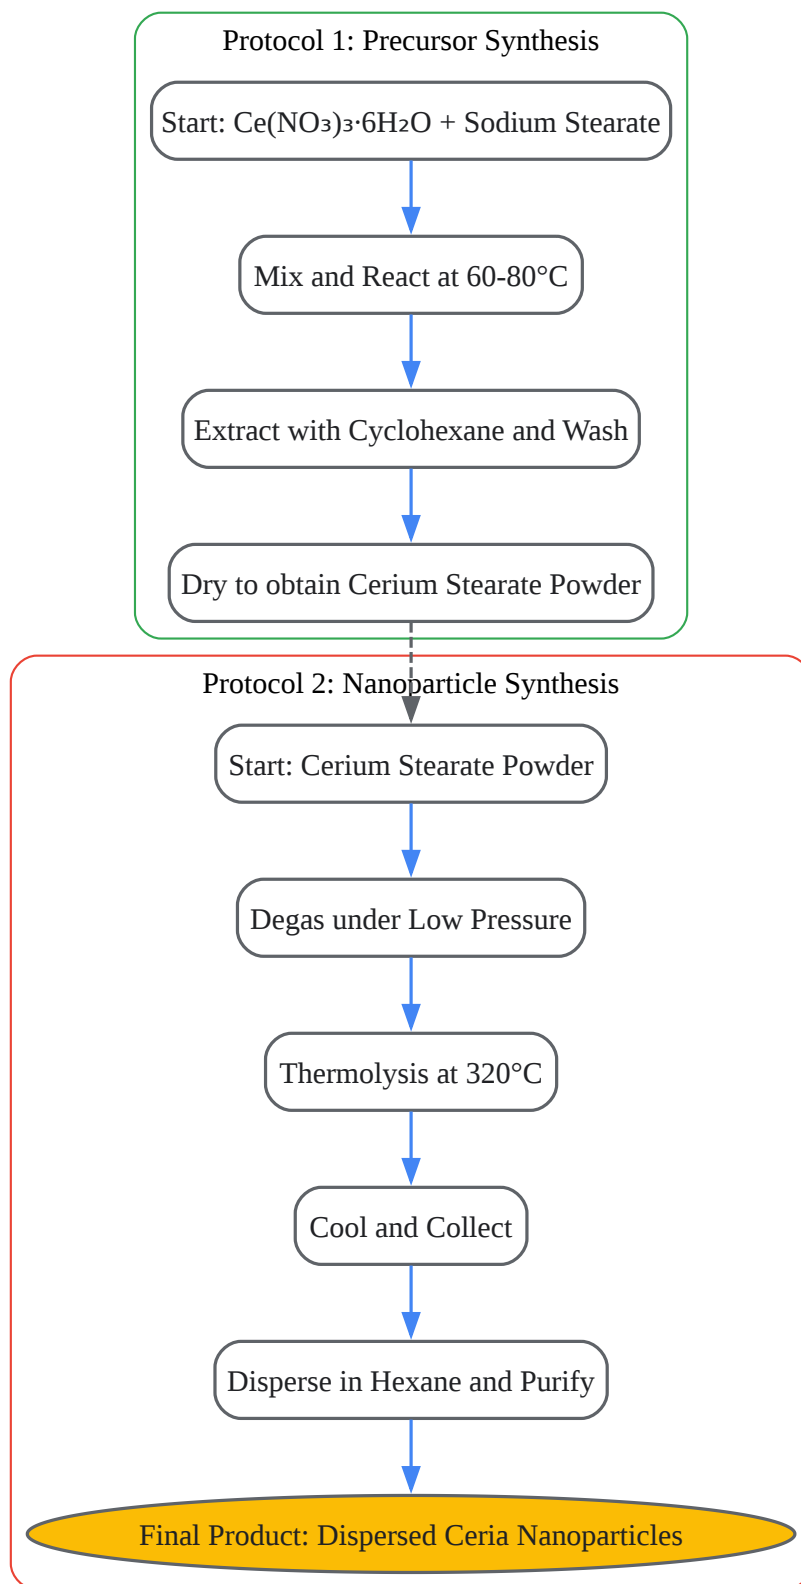 Protocol 1: Precursor Synthesis
Start: Ce(NO₃)₃·6H₂O + Sodium Stearate
Mix and React at 60-80°C
Extract with Cyclohexane and Wash
Dry to obtain Cerium Stearate Powder
Protocol 2: Nanoparticle Synthesis
Start: Cerium Stearate Powder
Degas under Low Pressure
Thermolysis at 320°C
Cool and Collect
Disperse in Hexane and Purify
Final Product: Dispersed Ceria Nanoparticles